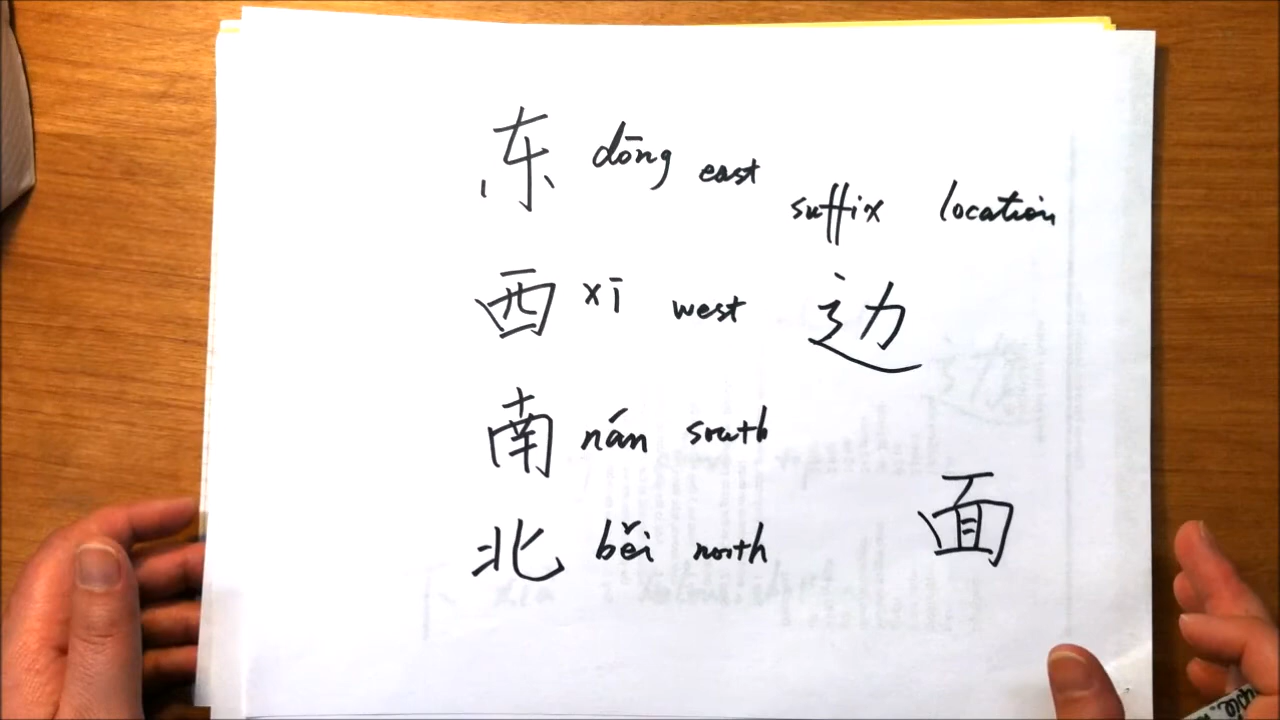 东 dōng east
suffix location
西 xī west 边
南 nán south
面
北 běi north